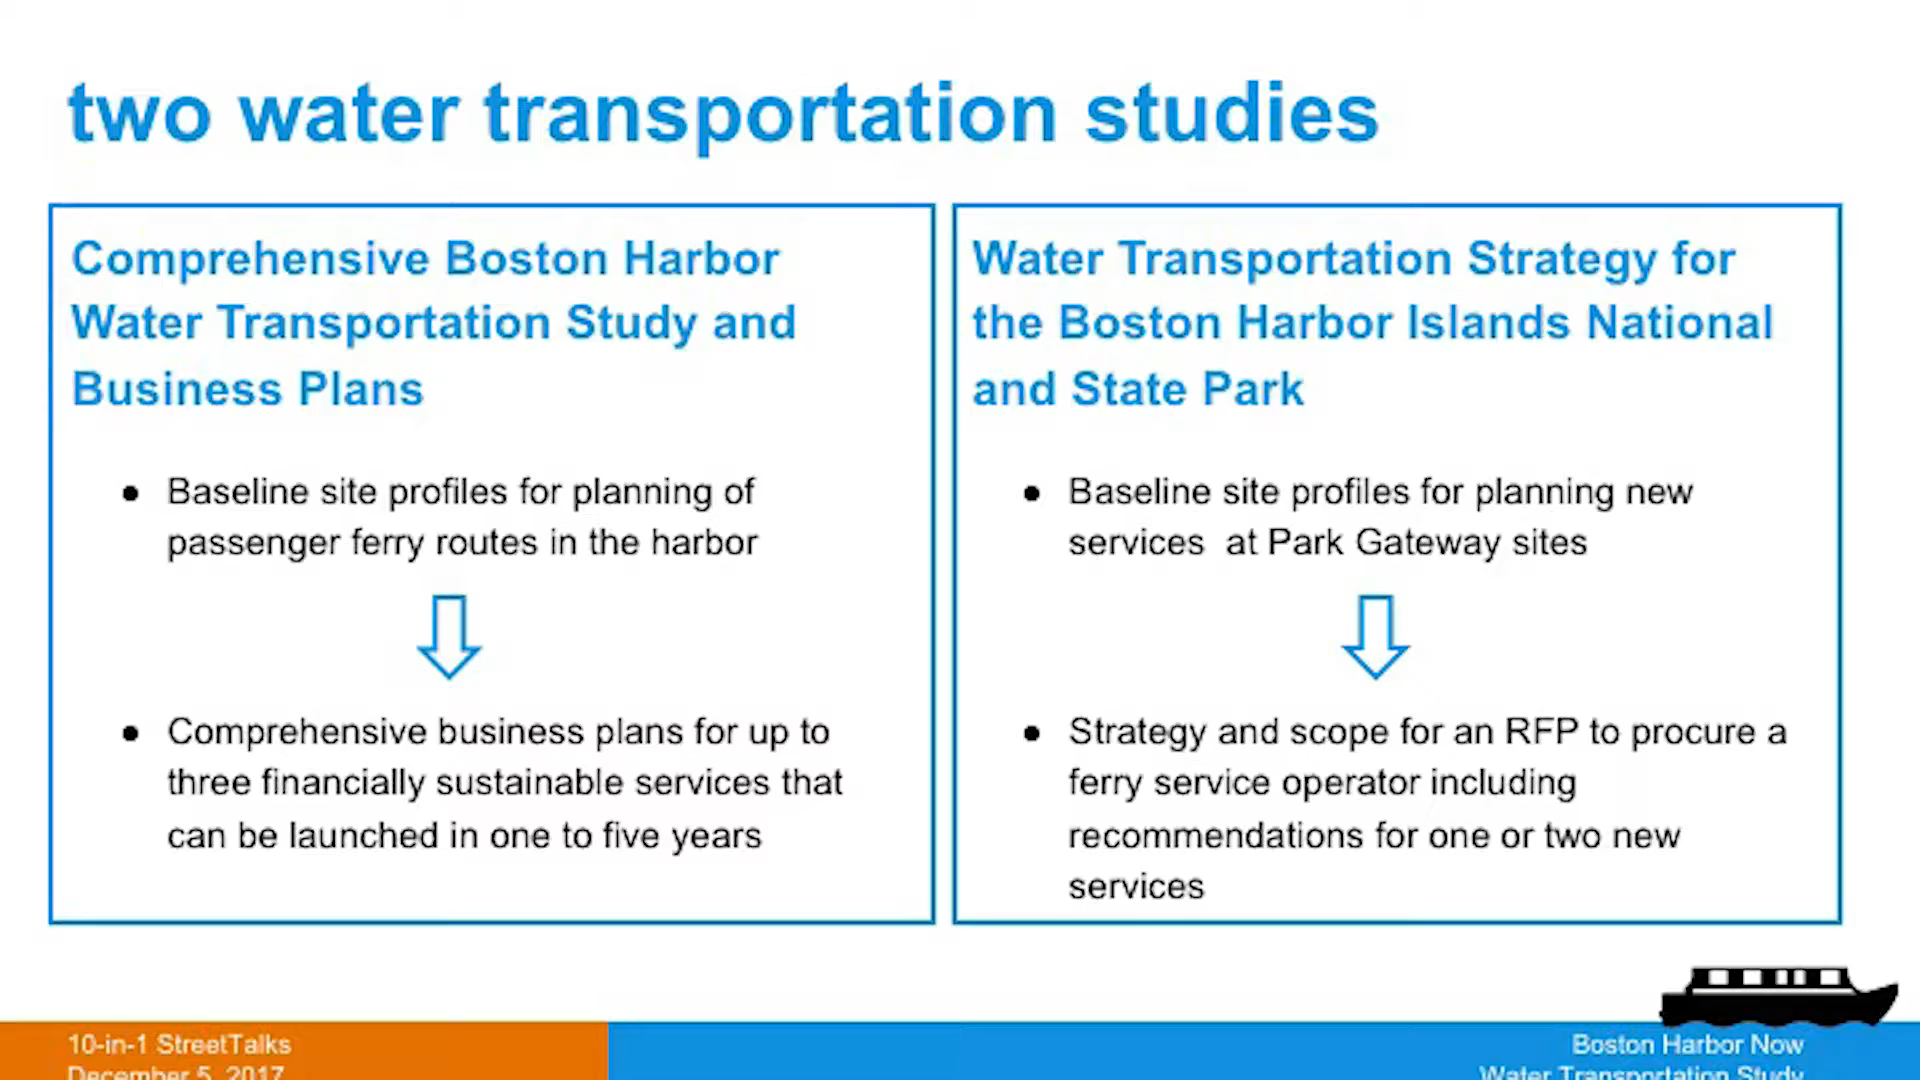 two water transportation studies
Comprehensive Boston Harbor
Water Transportation Study and
Business Plans
● Baseline site profiles for planning of
passenger ferry routes in the harbor
● Comprehensive business plans for up to
three financially sustainable services that
can be launched in one to five years
Water Transportation Strategy for
the Boston Harbor Islands National
and State Park
● Baseline site profiles for planning new
services at Park Gateway sites
● Strategy and scope for an RFP to procure a
ferry service operator including
recommendations for one or two new
services
10-in-1 StreetTalks
December 5, 2017
Boston Harbor Now
Water Transportation Study